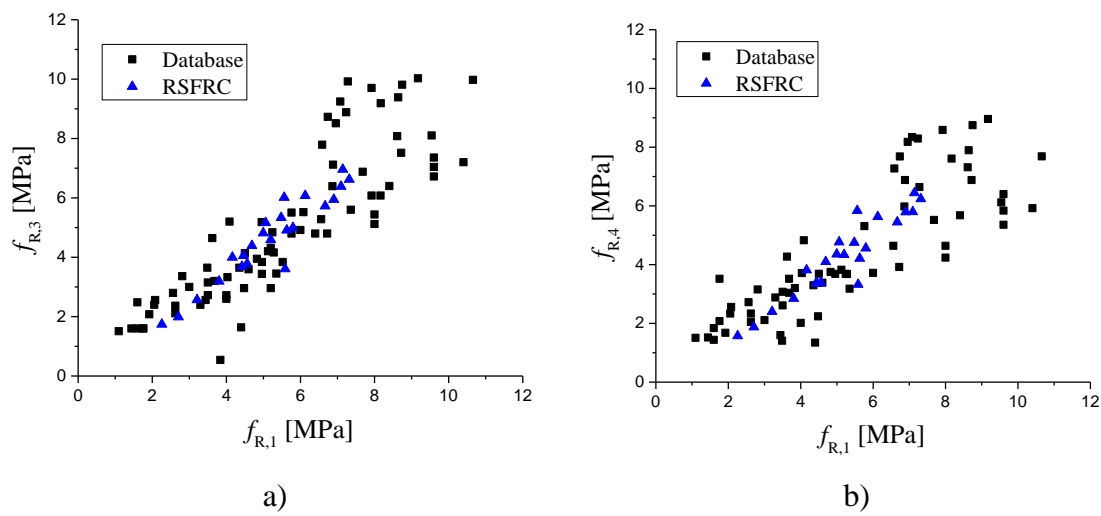 12
10
8
6
4
2
0
0 2 4 6 8 10 12
Database
RSFRC
f_R,3 [MPa]
f_R,1 [MPa]
a)
12
10
8
6
4
2
0
0 2 4 6 8 10 12
Database
RSFRC
f_R,4 [MPa]
f_R,1 [MPa]
b)